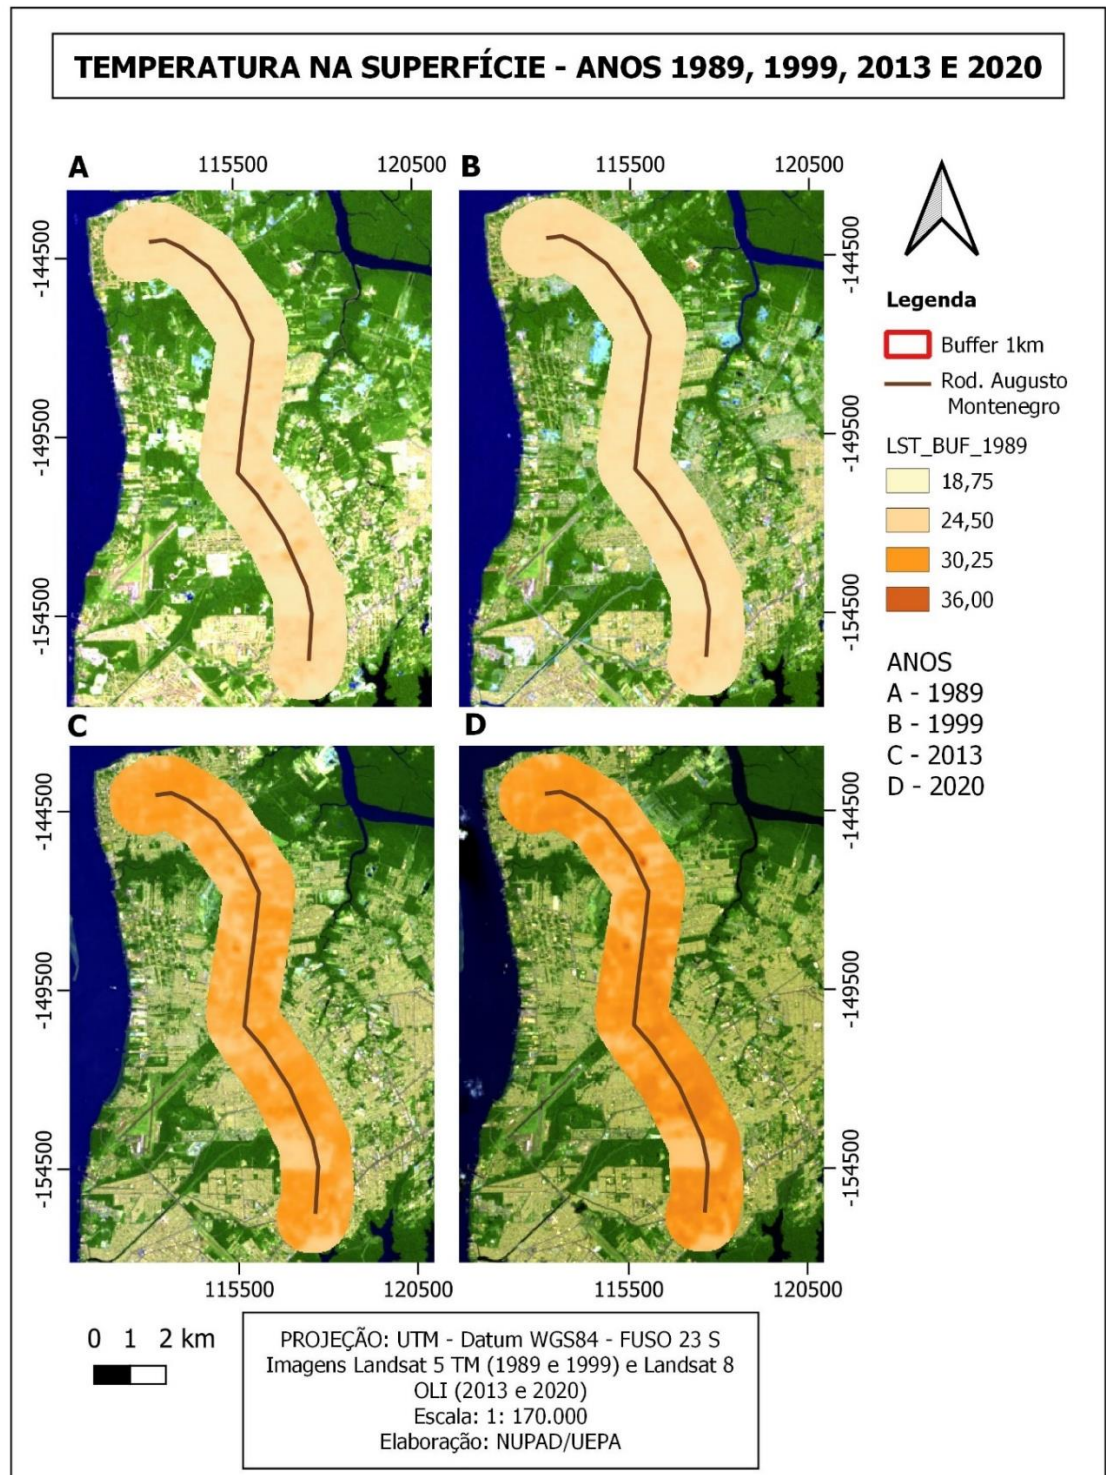 TEMPERATURA NA SUPERFÍCIE - ANOS 1989, 1999, 2013 E 2020
A
115500
120500
B
115500
120500
-144500
-149500
-154500
-144500
-149500
-154500
Legenda
Buffer 1km
Rod. Augusto
Montenegro
LST_BUF_1989
18,75
24,50
30,25
36,00
ANOS
A - 1989
B - 1999
C - 2013
D - 2020
C
D
-144500
-149500
-154500
-144500
-149500
-154500
115500
120500
115500
120500
0 1 2 km
PROJEÇÃO: UTM - Datum WGS84 - FUSO 23 S
Imagens Landsat 5 TM (1989 e 1999) e Landsat 8
OLI (2013 e 2020)
Escala: 1: 170.000
Elaboração: NUPAD/UEPA